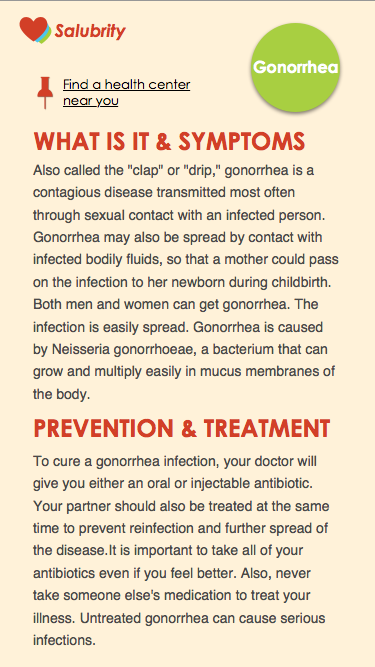 Salubrity
Gonorrhea
Find a health center
near you
WHAT IS IT & SYMPTOMS
Also called the "clap" or "drip," gonorrhea is a
contagious disease transmitted most often
through sexual contact with an infected person.
Gonorrhea may also be spread by contact with
infected bodily fluids, so that a mother could pass
on the infection to her newborn during childbirth.
Both men and women can get gonorrhea. The
infection is easily spread. Gonorrhea is caused
by Neisseria gonorrhoeae, a bacterium that can
grow and multiply easily in mucus membranes of
the body.
PREVENTION & TREATMENT
To cure a gonorrhea infection, your doctor will
give you either an oral or injectable antibiotic.
Your partner should also be treated at the same
time to prevent reinfection and further spread of
the disease.It is important to take all of your
antibiotics even if you feel better. Also, never
take someone else's medication to treat your
illness. Untreated gonorrhea can cause serious
infections.